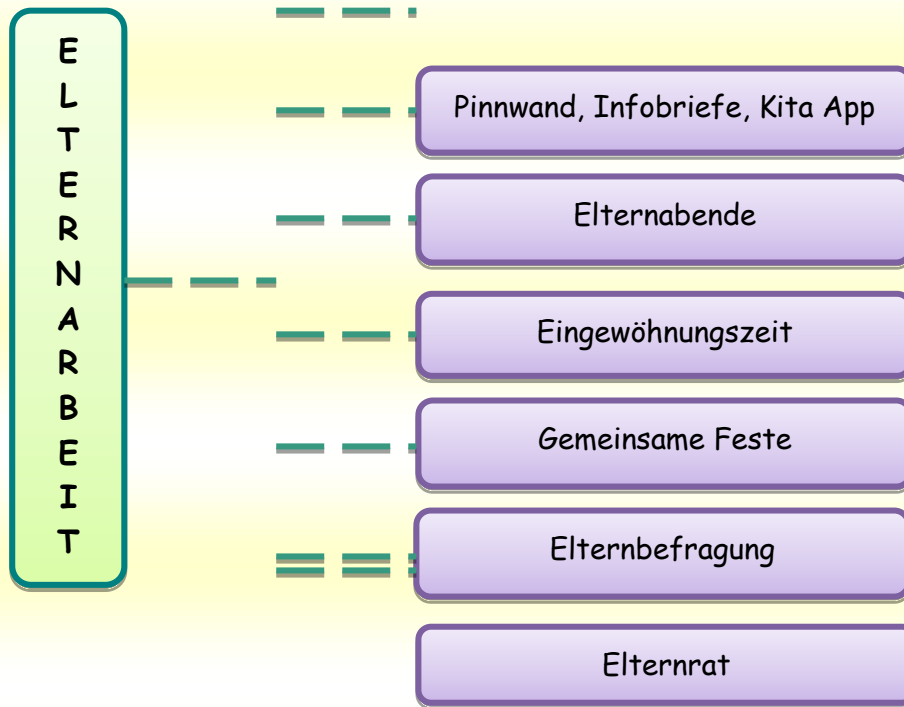 E
L
T
E
R
N
A
R
B
E
I
T
Pinnwand, Infobriefe, Kita App
Elternabende
Eingewöhnungszeit
Gemeinsame Feste
Elternbefragung
Elternrat